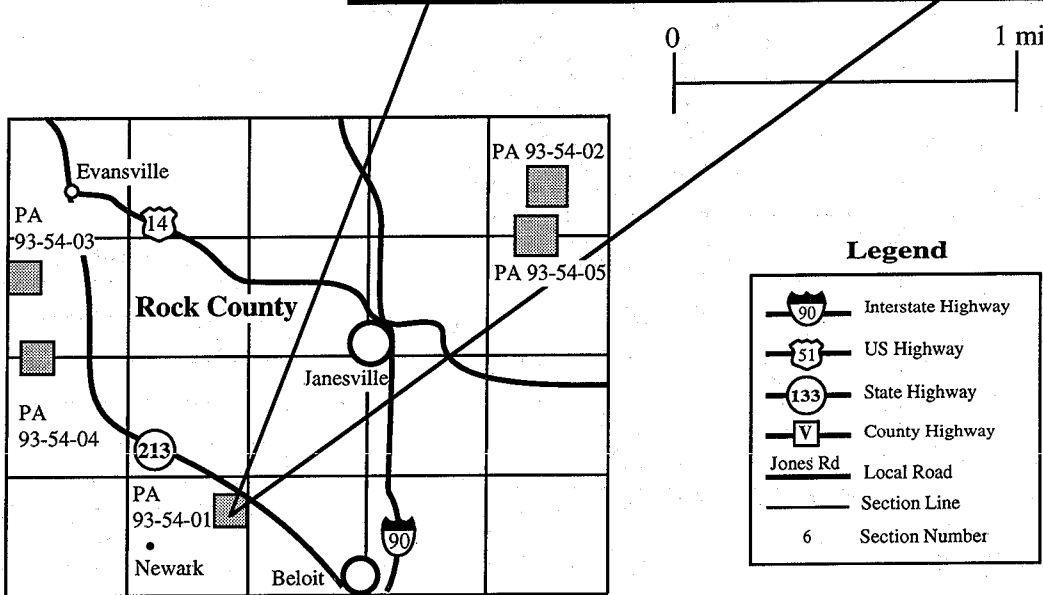 0 1 mi
PA 93-54-02
Evansville
14
PA
93-54-03
PA 93-54-05
Rock County
Janesville
PA
93-54-04
213
PA
93-54-01
90
Newark
Beloit
Legend
90 Interstate Highway
51 US Highway
133 State Highway
V County Highway
Jones Rd Local Road
Section Line
6 Section Number